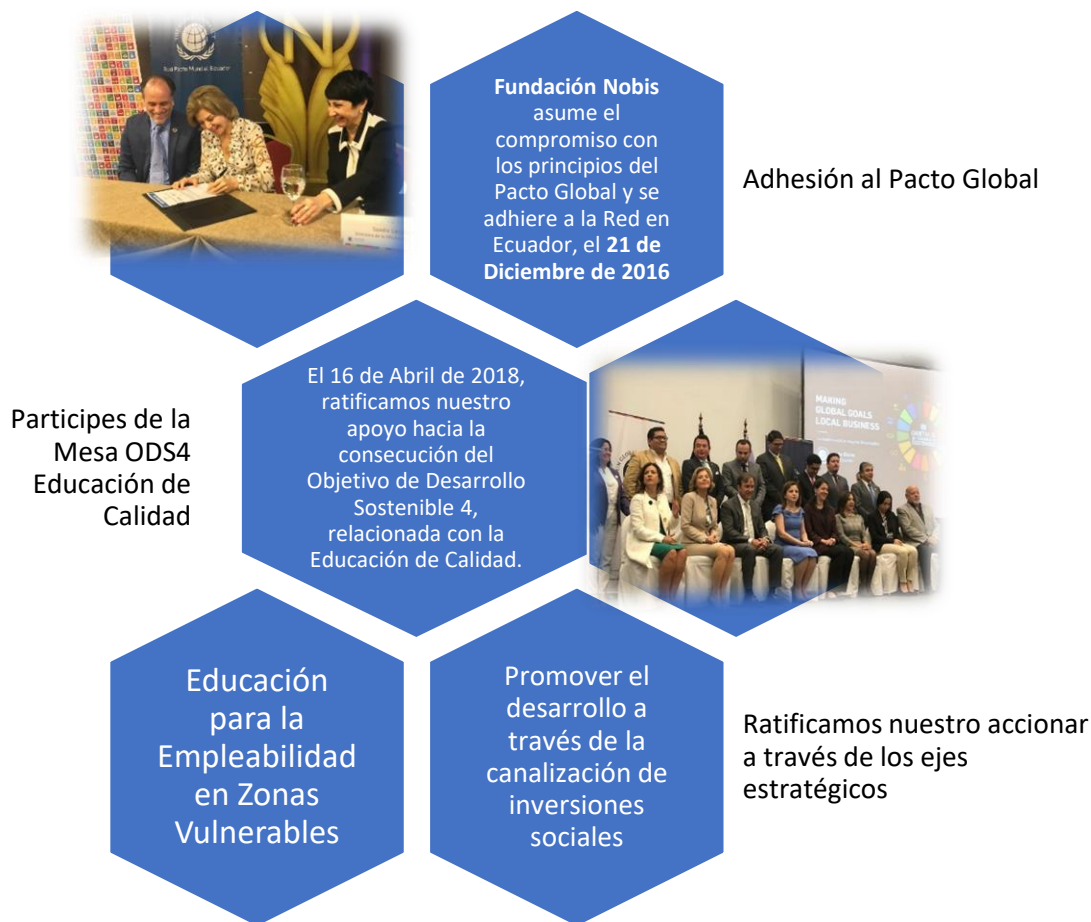 Red Pacto Mundial Ecuador
Fundación Nobis
asume el
compromiso con
los principios del
Pacto Global y se
adhiere a la Red en
Ecuador, el 21 de
Diciembre de 2016
Adhesión al Pacto Global
Participes de la
Mesa ODS4
Educación de
Calidad
El 16 de Abril de 2018,
ratificamos nuestro
apoyo hacia la
consecución del
Objetivo de Desarrollo
Sostenible 4,
relacionada con la
Educación de Calidad.
MAKING
GLOBAL GOALS
LOCAL BUSINESS
Educación
para la
Empleabilidad
en Zonas
Vulnerables
Promover el
desarrollo a
través de la
canalización de
inversiones
sociales
Ratificamos nuestro accionar
a través de los ejes
estratégicos